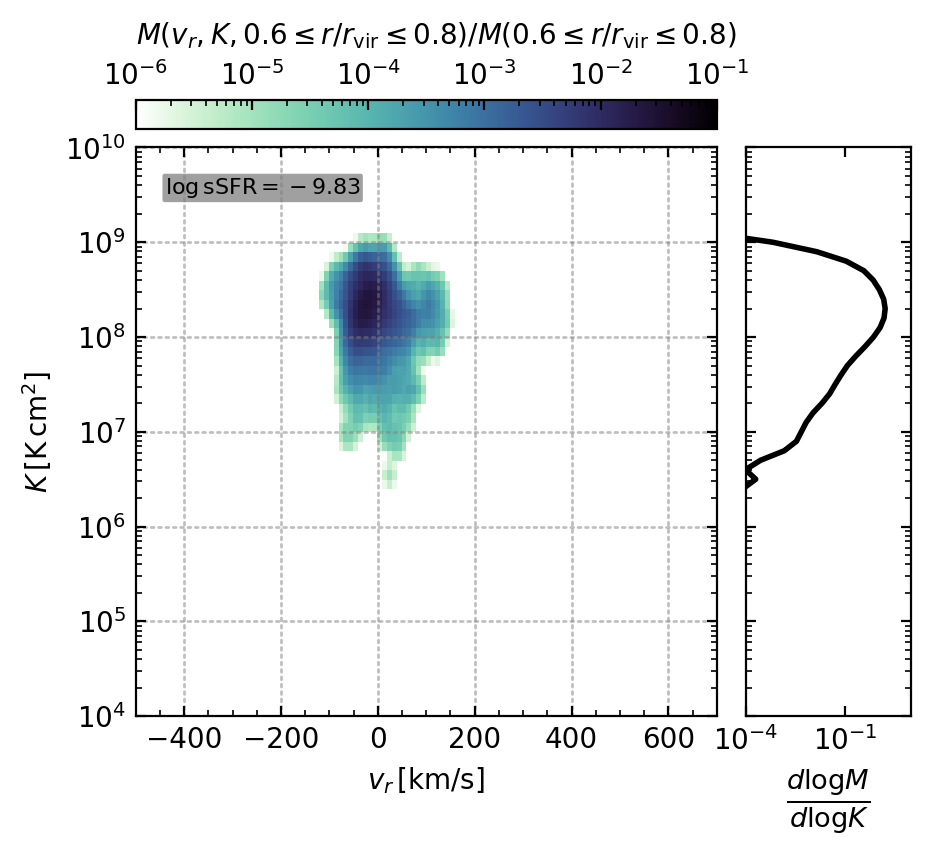 M(v_r, K, 0.6 ≤ r/r_vir ≤ 0.8)/M(0.6 ≤ r/r_vir ≤ 0.8)
10^−6 10^−5 10^−4 10^−3 10^−2 10^−1
10^10
log sSFR = −9.83
10^9
10^8
10^7
K [K cm^2]
10^6
10^5
10^4
−400 −200 0 200 400 600 10^−4 10^−1
v_r [km/s]
dlogM
dlogK